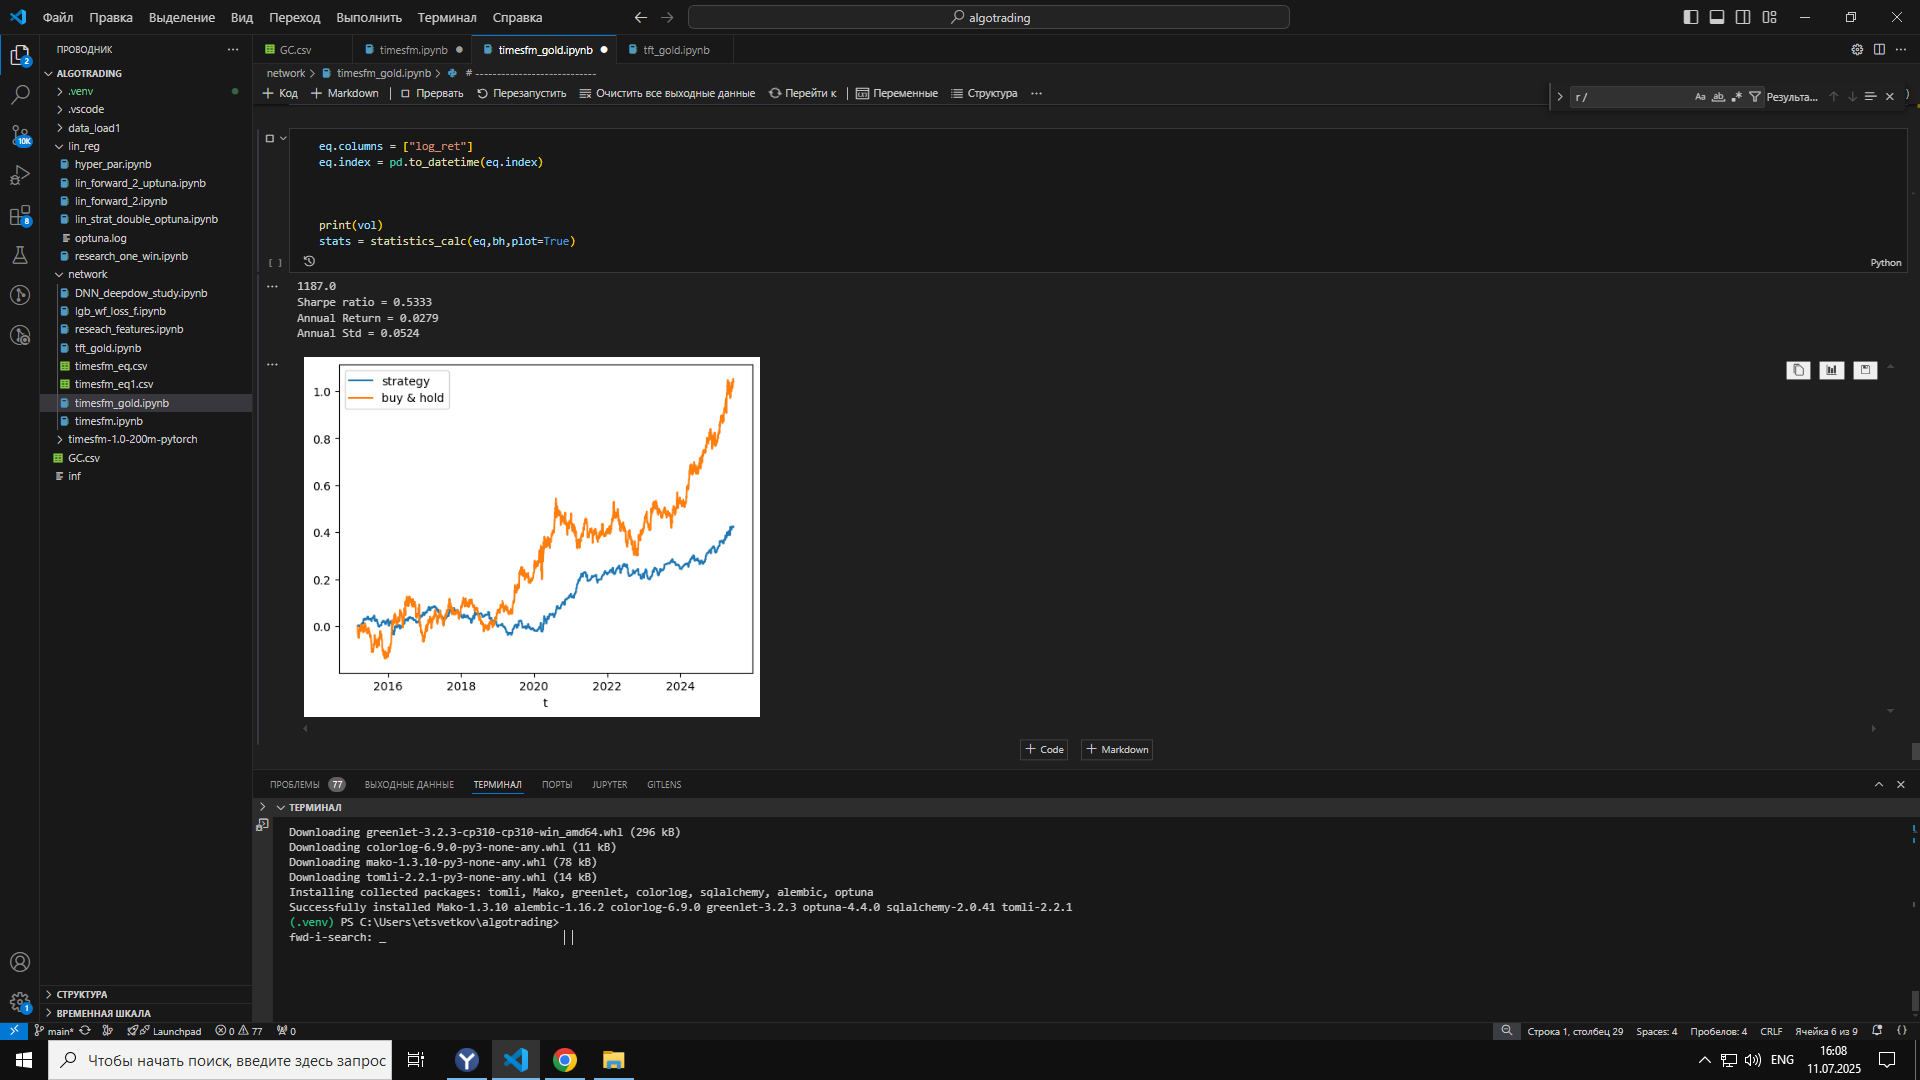 Файл Правка Выделение Вид Переход Выполнить Терминал Справка
algotrading
ПРОВОДНИК
GC.csv
timesfm.ipynb
timesfm_gold.ipynb
tft_gold.ipynb
network > timesfm_gold.ipynb > # ----------------------------
Код Markdown Прервать Перезапустить Очистить все выходные данные Перейти к Переменные Структура
r/
Aa ab Результа...
ALGOTRADING
.venv
.vscode
data_load1
lin_reg
hyper_par.ipynb
lin_forward_2_uptuna.ipynb
lin_forward_2.ipynb
lin_strat_double_optuna.ipynb
optuna.log
research_one_win.ipynb
network
DNN_deepdow_study.ipynb
lgb_wf_loss_f.ipynb
reseach_features.ipynb
tft_gold.ipynb
timesfm_eq.csv
timesfm_eq1.csv
timesfm_gold.ipynb
timesfm.ipynb
timesfm-1.0-200m-pytorch
GC.csv
inf
СТРУКТУРА
ВРЕМЕННАЯ ШКАЛА
2
10K
8
1
eq.columns = ["log_ret"]
eq.index = pd.to_datetime(eq.index)
print(vol)
stats = statistics_calc(eq,bh,plot=True)
[ ]
Python
1187.0
Sharpe ratio = 0.5333
Annual Return = 0.0279
Annual Std = 0.0524
strategy
buy & hold
1.0
0.8
0.6
0.4
0.2
0.0
2016 2018 2020 2022 2024
t
Code Markdown
ПРОБЛЕМЫ 77 ВЫХОДНЫЕ ДАННЫЕ ТЕРМИНАЛ ПОРТЫ JUPYTER GITLENS
ТЕРМИНАЛ
Downloading greenlet-3.2.3-cp310-cp310-win_amd64.whl (296 kB)
Downloading colorlog-6.9.0-py3-none-any.whl (11 kB)
Downloading mako-1.3.10-py3-none-any.whl (78 kB)
Downloading tomli-2.2.1-py3-none-any.whl (14 kB)
Installing collected packages: tomli, Mako, greenlet, colorlog, sqlalchemy, alembic, optuna
Successfully installed Mako-1.3.10 alembic-1.16.2 colorlog-6.9.0 greenlet-3.2.3 optuna-4.4.0 sqlalchemy-2.0.41 tomli-2.2.1
(.venv) PS C:\Users\etsvetkov\algotrading>
fwd-i-search: _
main* Launchpad 0 77 0
Строка 1, столбец 29 Spaces: 4 Пробелов: 4 CRLF Ячейка 6 из 9
Чтобы начать поиск, введите здесь запрос
ENG
16:08
11.07.2025